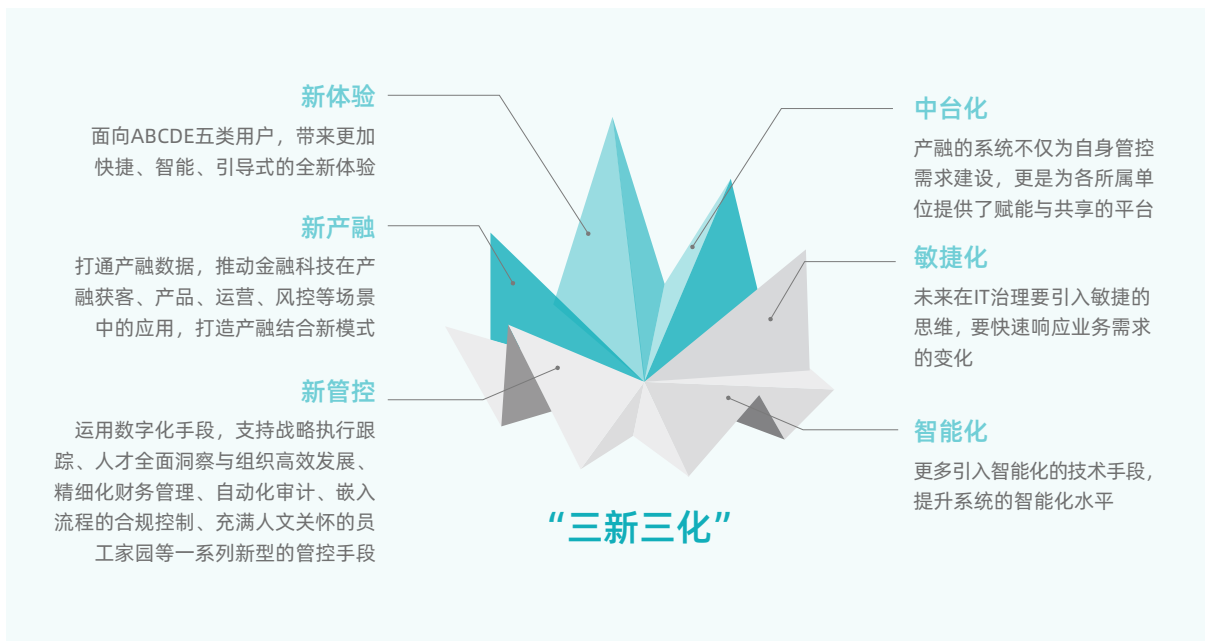 新体验
面向ABCDE五类用户，带来更加
快捷、智能、引导式的全新体验
新产融
打通产融数据，推动金融科技在产
融获客、产品、运营、风控等场景
中的应用，打造产融结合新模式
新管控
运用数字化手段，支持战略执行跟
踪、人才全面洞察与组织高效发展、
精细化财务管理、自动化审计、嵌入
流程的合规控制、充满人文关怀的员
工家园等一系列新型的管控手段
中台化
产融的系统不仅为自身管控
需求建设，更是为各所属单
位提供了赋能与共享的平台
敏捷化
未来在IT治理要引入敏捷的
思维，要快速响应业务需求
的变化
智能化
更多引入智能化的技术手段，
提升系统的智能化水平
“三新三化”